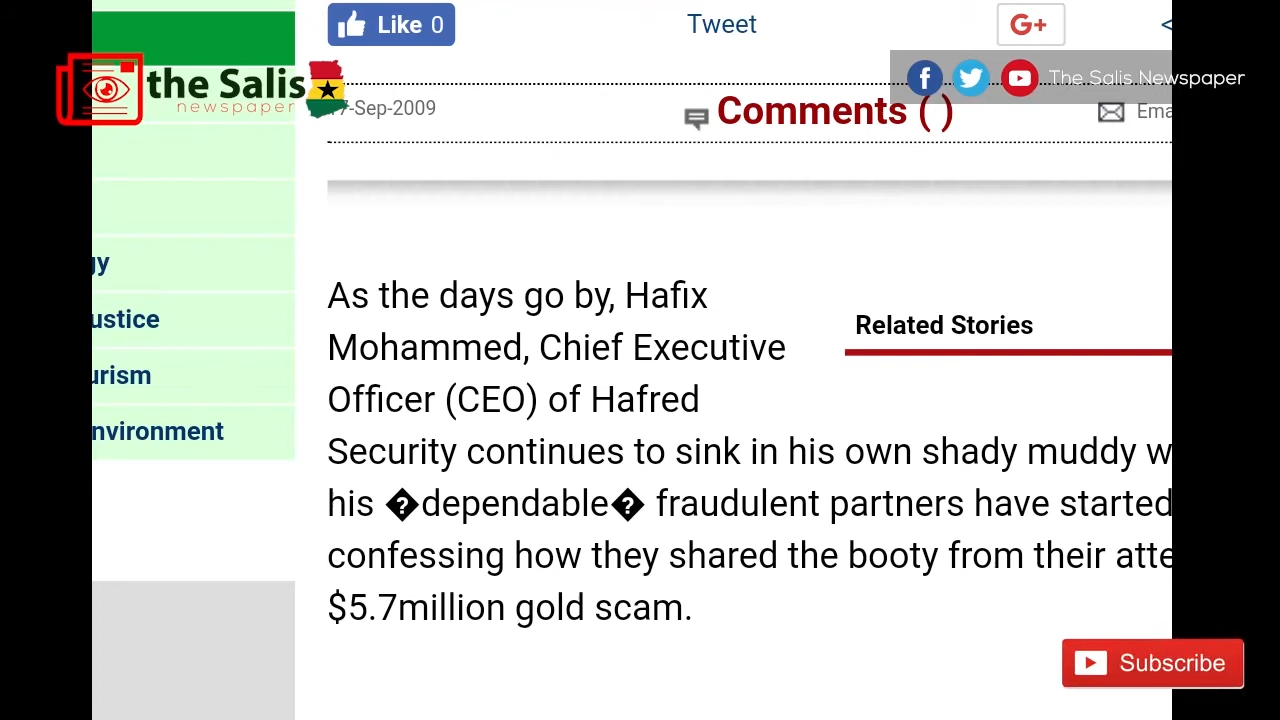 Like 0
Tweet
G+
<
the Salis
newspaper
The Salis Newspaper
7-Sep-2009
Comments ( )
Ema
As the days go by, Hafix
Mohammed, Chief Executive
Officer (CEO) of Hafred
Security continues to sink in his own shady muddy w
his �dependable� fraudulent partners have started
confessing how they shared the booty from their atte
$5.7million gold scam.
Related Stories
gy
ustice
urism
nvironment
Subscribe